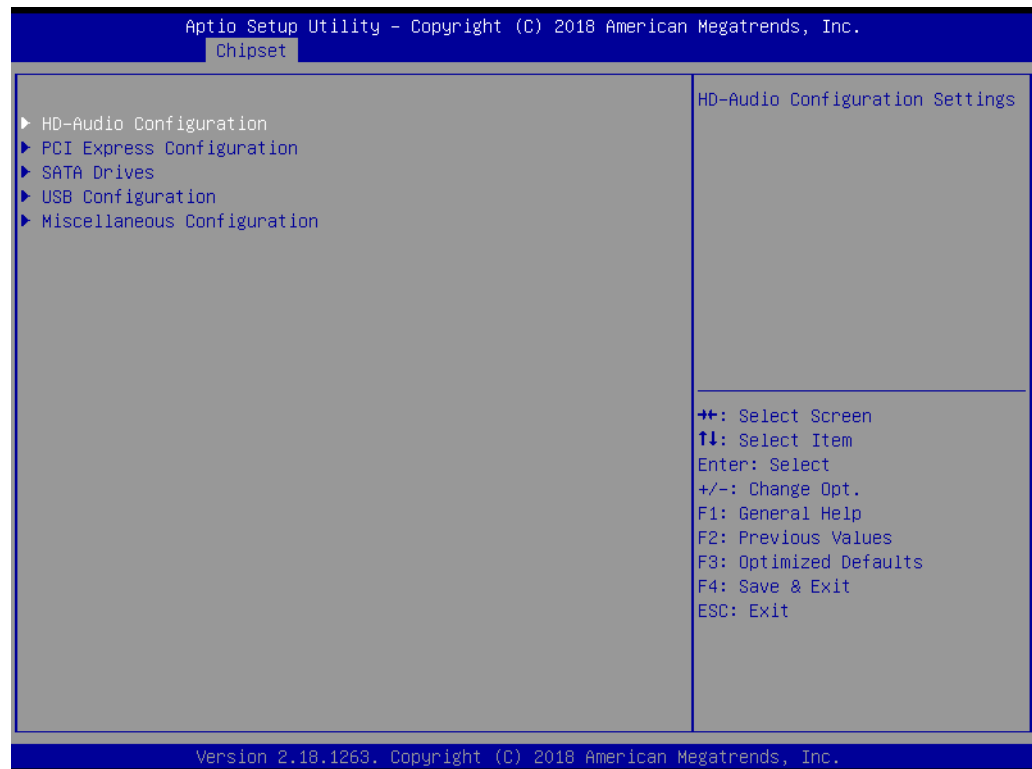 Aptio Setup Utility – Copyright (C) 2018 American Megatrends, Inc.
Chipset
▶ HD-Audio Configuration
▶ PCI Express Configuration
▶ SATA Drives
▶ USB Configuration
▶ Miscellaneous Configuration
HD-Audio Configuration Settings
→←: Select Screen
↑↓: Select Item
Enter: Select
+/-: Change Opt.
F1: General Help
F2: Previous Values
F3: Optimized Defaults
F4: Save & Exit
ESC: Exit
Version 2.18.1263. Copyright (C) 2018 American Megatrends, Inc.